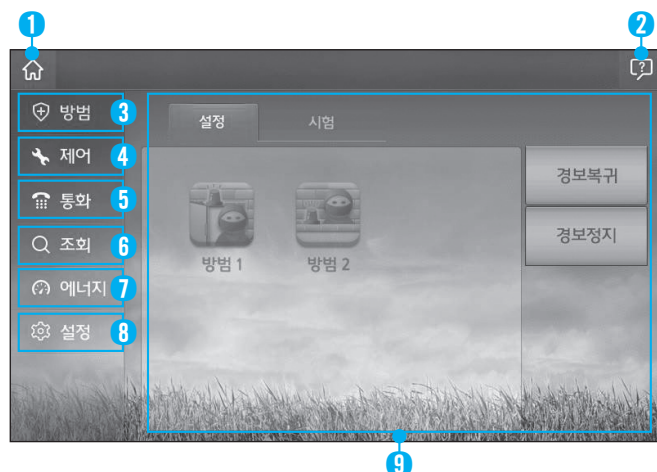 1
2
방범 3
제어 4
통화 5
조회 6
에너지 7
설정 8
설정 시험
방범 1 방범 2
경보복귀
경보정지
9